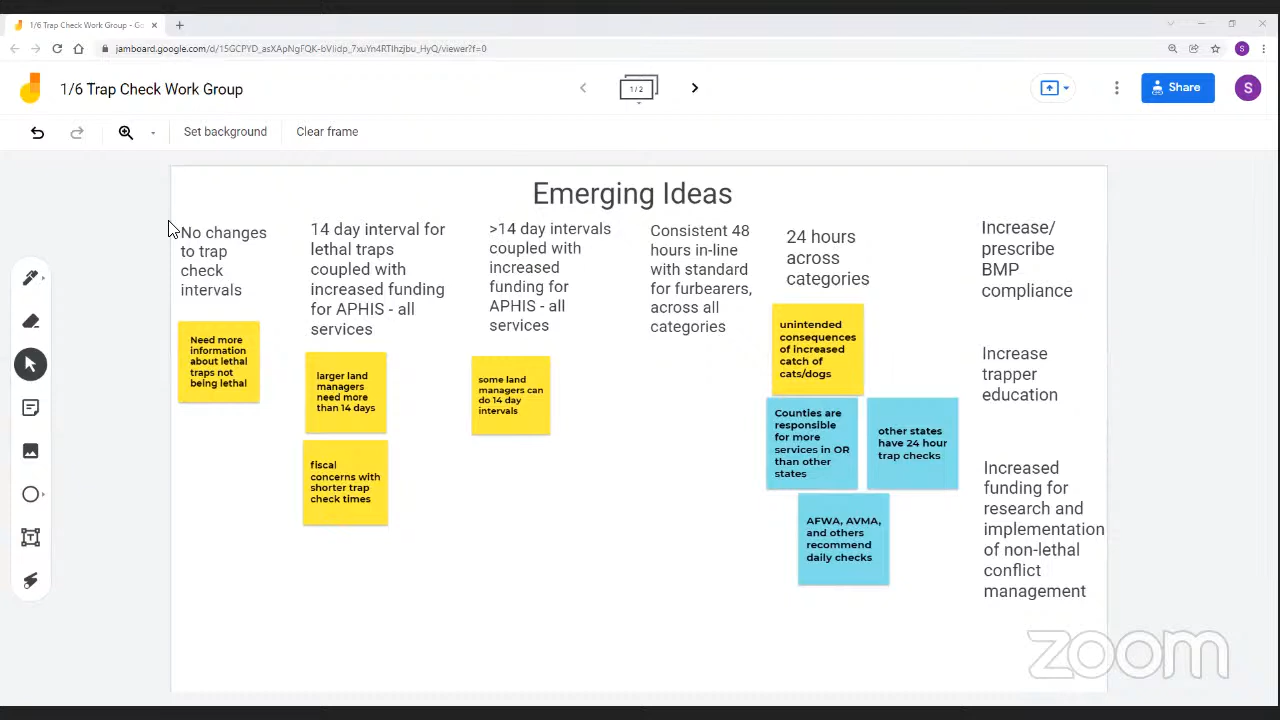 1/6 Trap Check Work Group - Go
jamboard.google.com/d/15GCPYD_asXApNgFQK-bVIidp_7xuYn4RTlhzjbu_HyQ/viewer?f=0
S
1/6 Trap Check Work Group
1/2
Share
S
Set background
Clear frame
Emerging Ideas
No changes
to trap
check
intervals
Need more
information
about lethal
traps not
being lethal
14 day interval for
lethal traps
coupled with
increased funding
for APHIS - all
services
larger land
managers
need more
than 14 days
fiscal
concerns with
shorter trap
check times
>14 day intervals
coupled with
increased
funding for
APHIS - all
services
some land
managers can
do 14 day
intervals
Consistent 48
hours in-line
with standard
for furbearers,
across all
categories
24 hours
across
categories
unintended
consequences
of increased
catch of
cats/dogs
Counties are
responsible
for more
services in OR
than other
states
other states
have 24 hour
trap checks
AFWA, AVMA,
and others
recommend
daily checks
Increase/
prescribe
BMP
compliance
Increase
trapper
education
Increased
funding for
research and
implementation
of non-lethal
conflict
management
zoom